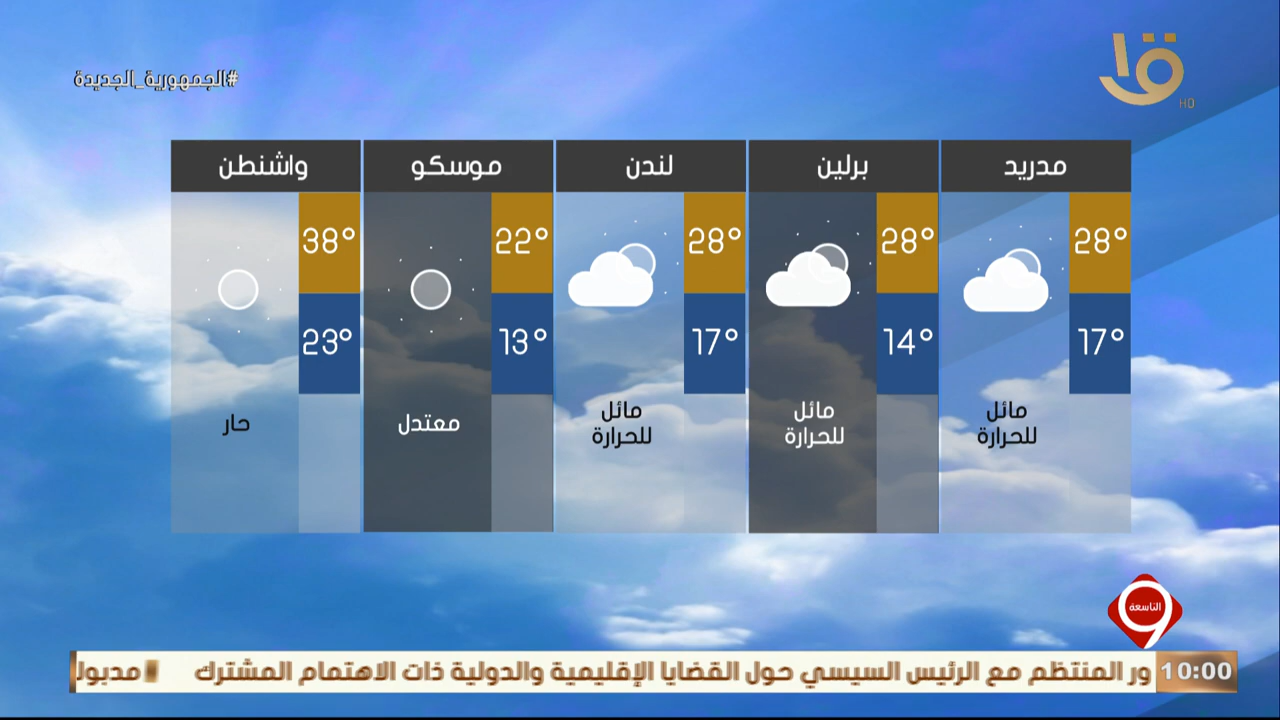 #الجمهورية_الجديدة
HD
مدريد
28°
17°
مائل
للحرارة
برلين
28°
14°
مائل
للحرارة
لندن
28°
17°
مائل
للحرارة
موسكو
22°
13°
معتدل
واشنطن
38°
23°
حار
التاسعة
9
10:00
ور المنتظم مع الرئيس السيسي حول القضايا الإقليمية والدولية ذات الاهتمام المشترك